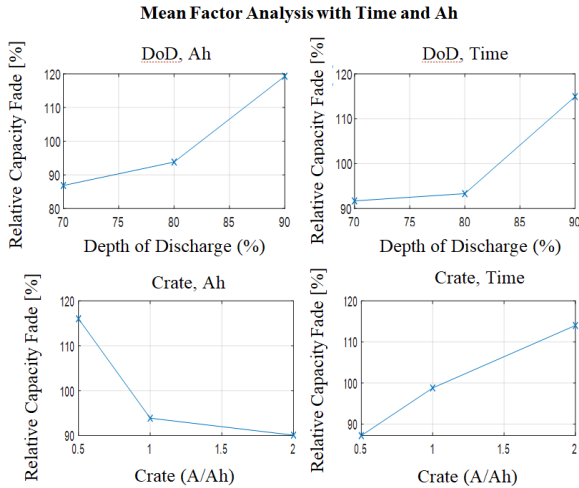 Mean Factor Analysis with Time and Ah
DoD, Ah
Relative Capacity Fade [%]
120
110
100
90
80
70
75
80
85
90
Depth of Discharge (%)
DoD, Time
Relative Capacity Fade [%]
120
110
100
90
70
75
80
85
90
Depth of Discharge (%)
Crate, Ah
Relative Capacity Fade [%]
120
110
100
90
0.5
1
1.5
2
Crate (A/Ah)
Crate, Time
Relative Capacity Fade [%]
120
110
100
90
0.5
1
1.5
2
Crate (A/Ah)